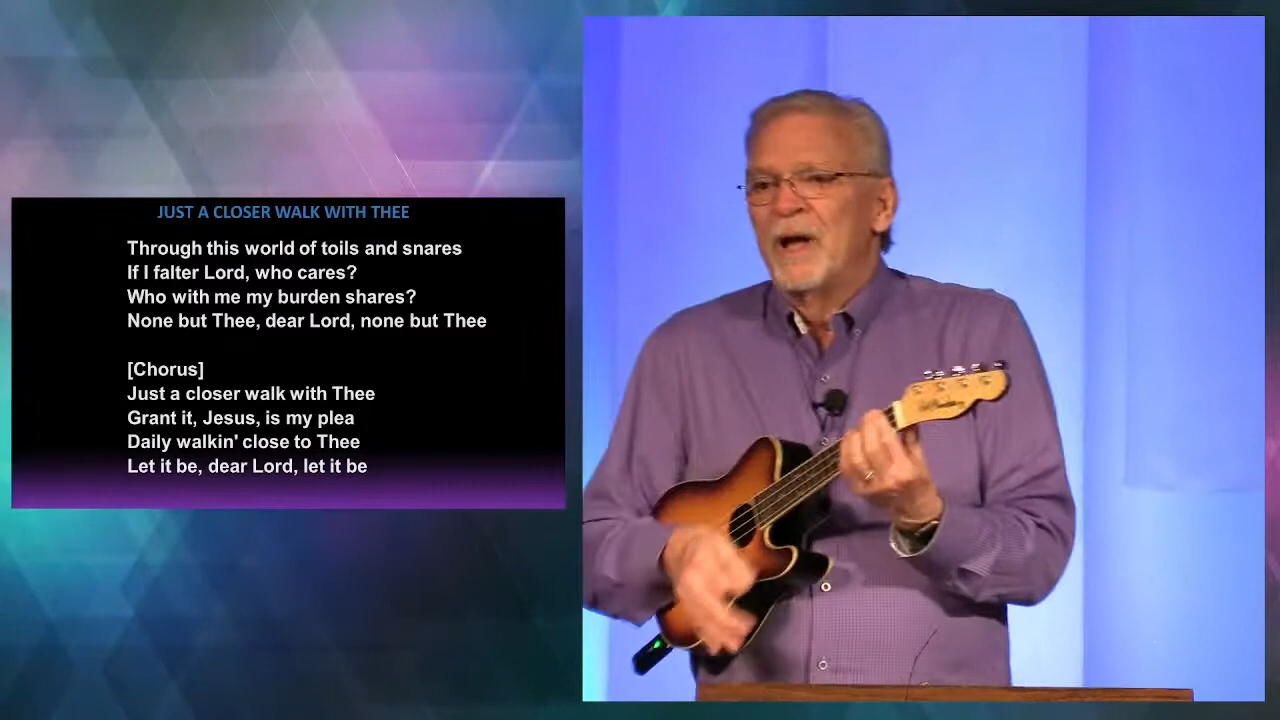 JUST A CLOSER WALK WITH THEE
Through this world of toils and snares
If I falter Lord, who cares?
Who with me my burden shares?
None but Thee, dear Lord, none but Thee
[Chorus]
Just a closer walk with Thee
Grant it, Jesus, is my plea
Daily walkin' close to Thee
Let it be, dear Lord, let it be